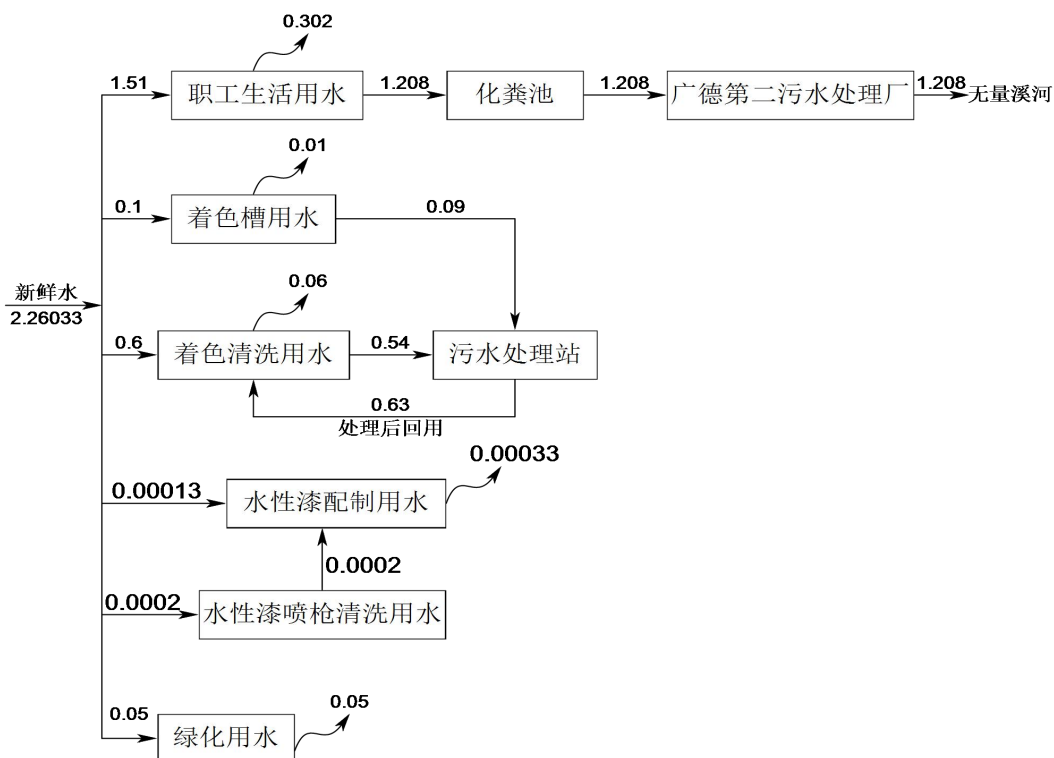 0.302
1.51
职工生活用水
1.208
化粪池
1.208
广德第二污水处理厂
1.208
无量溪河
0.01
0.1
着色槽用水
0.09
新鲜水
2.26033
0.06
0.6
着色清洗用水
0.54
污水处理站
0.63
处理后回用
0.00033
0.00013
水性漆配制用水
0.0002
0.0002
水性漆喷枪清洗用水
0.05
0.05
绿化用水